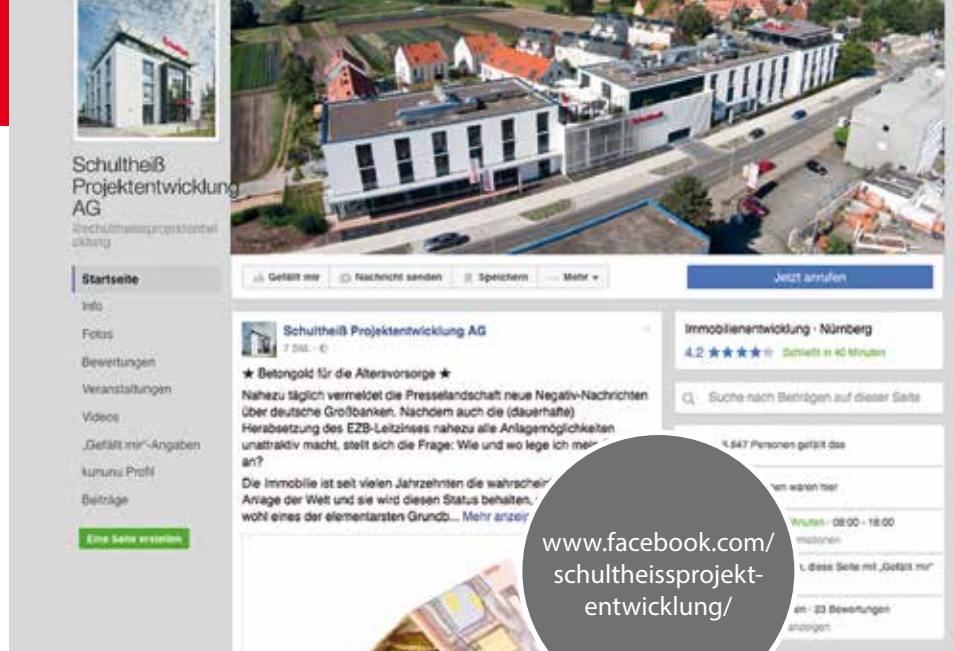 Schultheiß
Projektentwicklung
AG
@schultheissprojektentwi
cklung
Startseite
Info
Fotos
Bewertungen
Veranstaltungen
Videos
„Gefällt mir"-Angaben
kununu Profil
Beiträge
Eine Seite erstellen
Gefällt mir
Nachricht senden
Speichern
Mehr
Jetzt anrufen
Schultheiß Projektentwicklung AG
7 Std.
★ Betongold für die Altersvorsorge ★
Nahezu täglich vermeldet die Presselandschaft neue Negativ-Nachrichten
über deutsche Großbanken. Nachdem auch die (dauerhafte)
Herabsetzung des EZB-Leitzinses nahezu alle Anlagemöglichkeiten
unattraktiv macht, stellt sich die Frage: Wie und wo lege ich
an?
Die Immobilie ist seit vielen Jahrzehnten die
Anlage der Welt und sie wird diesen Status behalten,
wohl eines der elementarsten Grundb... Mehr
Immobilienentwicklung · Nürnberg
4.2 ★★★★ Schließt in 40 Minuten
Suche nach Beiträgen auf dieser Seite
Personen gefällt das
waren hier
08:00 - 18:00
diese Seite mit „Gefällt mir"
23 Bewertungen
anzeigen
www.facebook.com/
schultheissprojekt-
entwicklung/